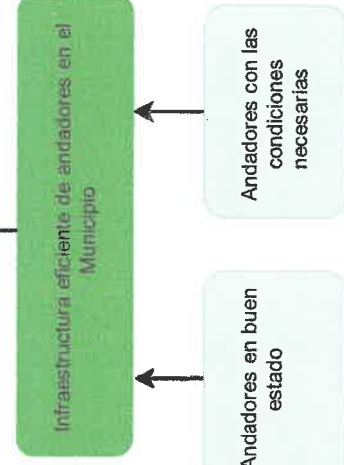 Infraestructura eficiente de andadores en el
Municipio
Andadores en buen
estado
Andadores con las
condiciones
necesarias